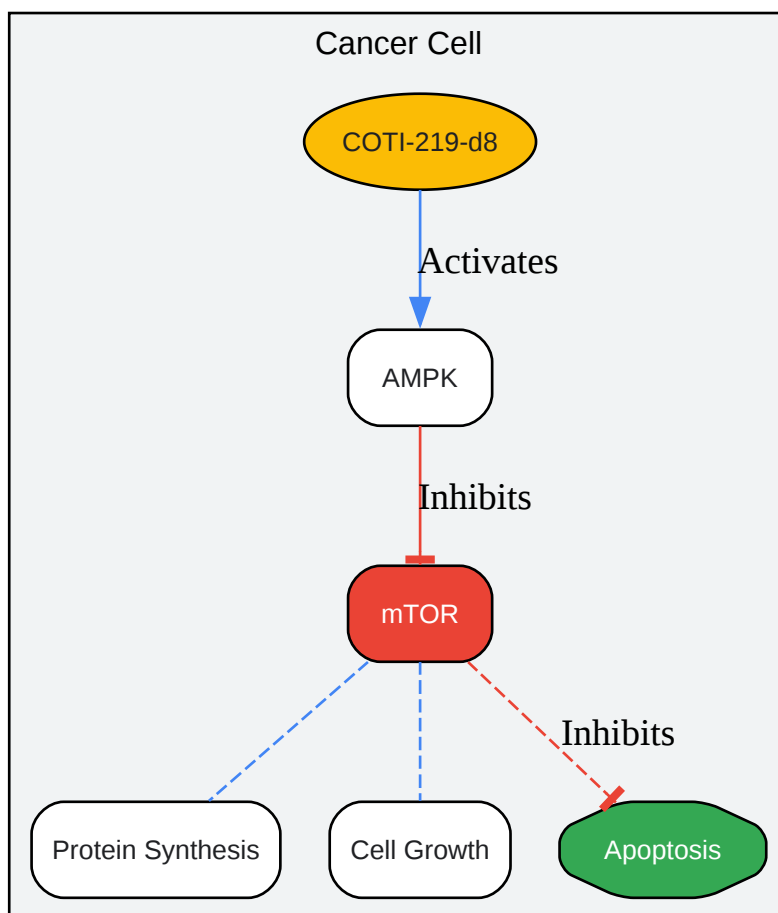 Cancer Cell
COTI-219-d8
Activates
AMPK
Inhibits
mTOR
Inhibits
Protein Synthesis
Cell Growth
Apoptosis